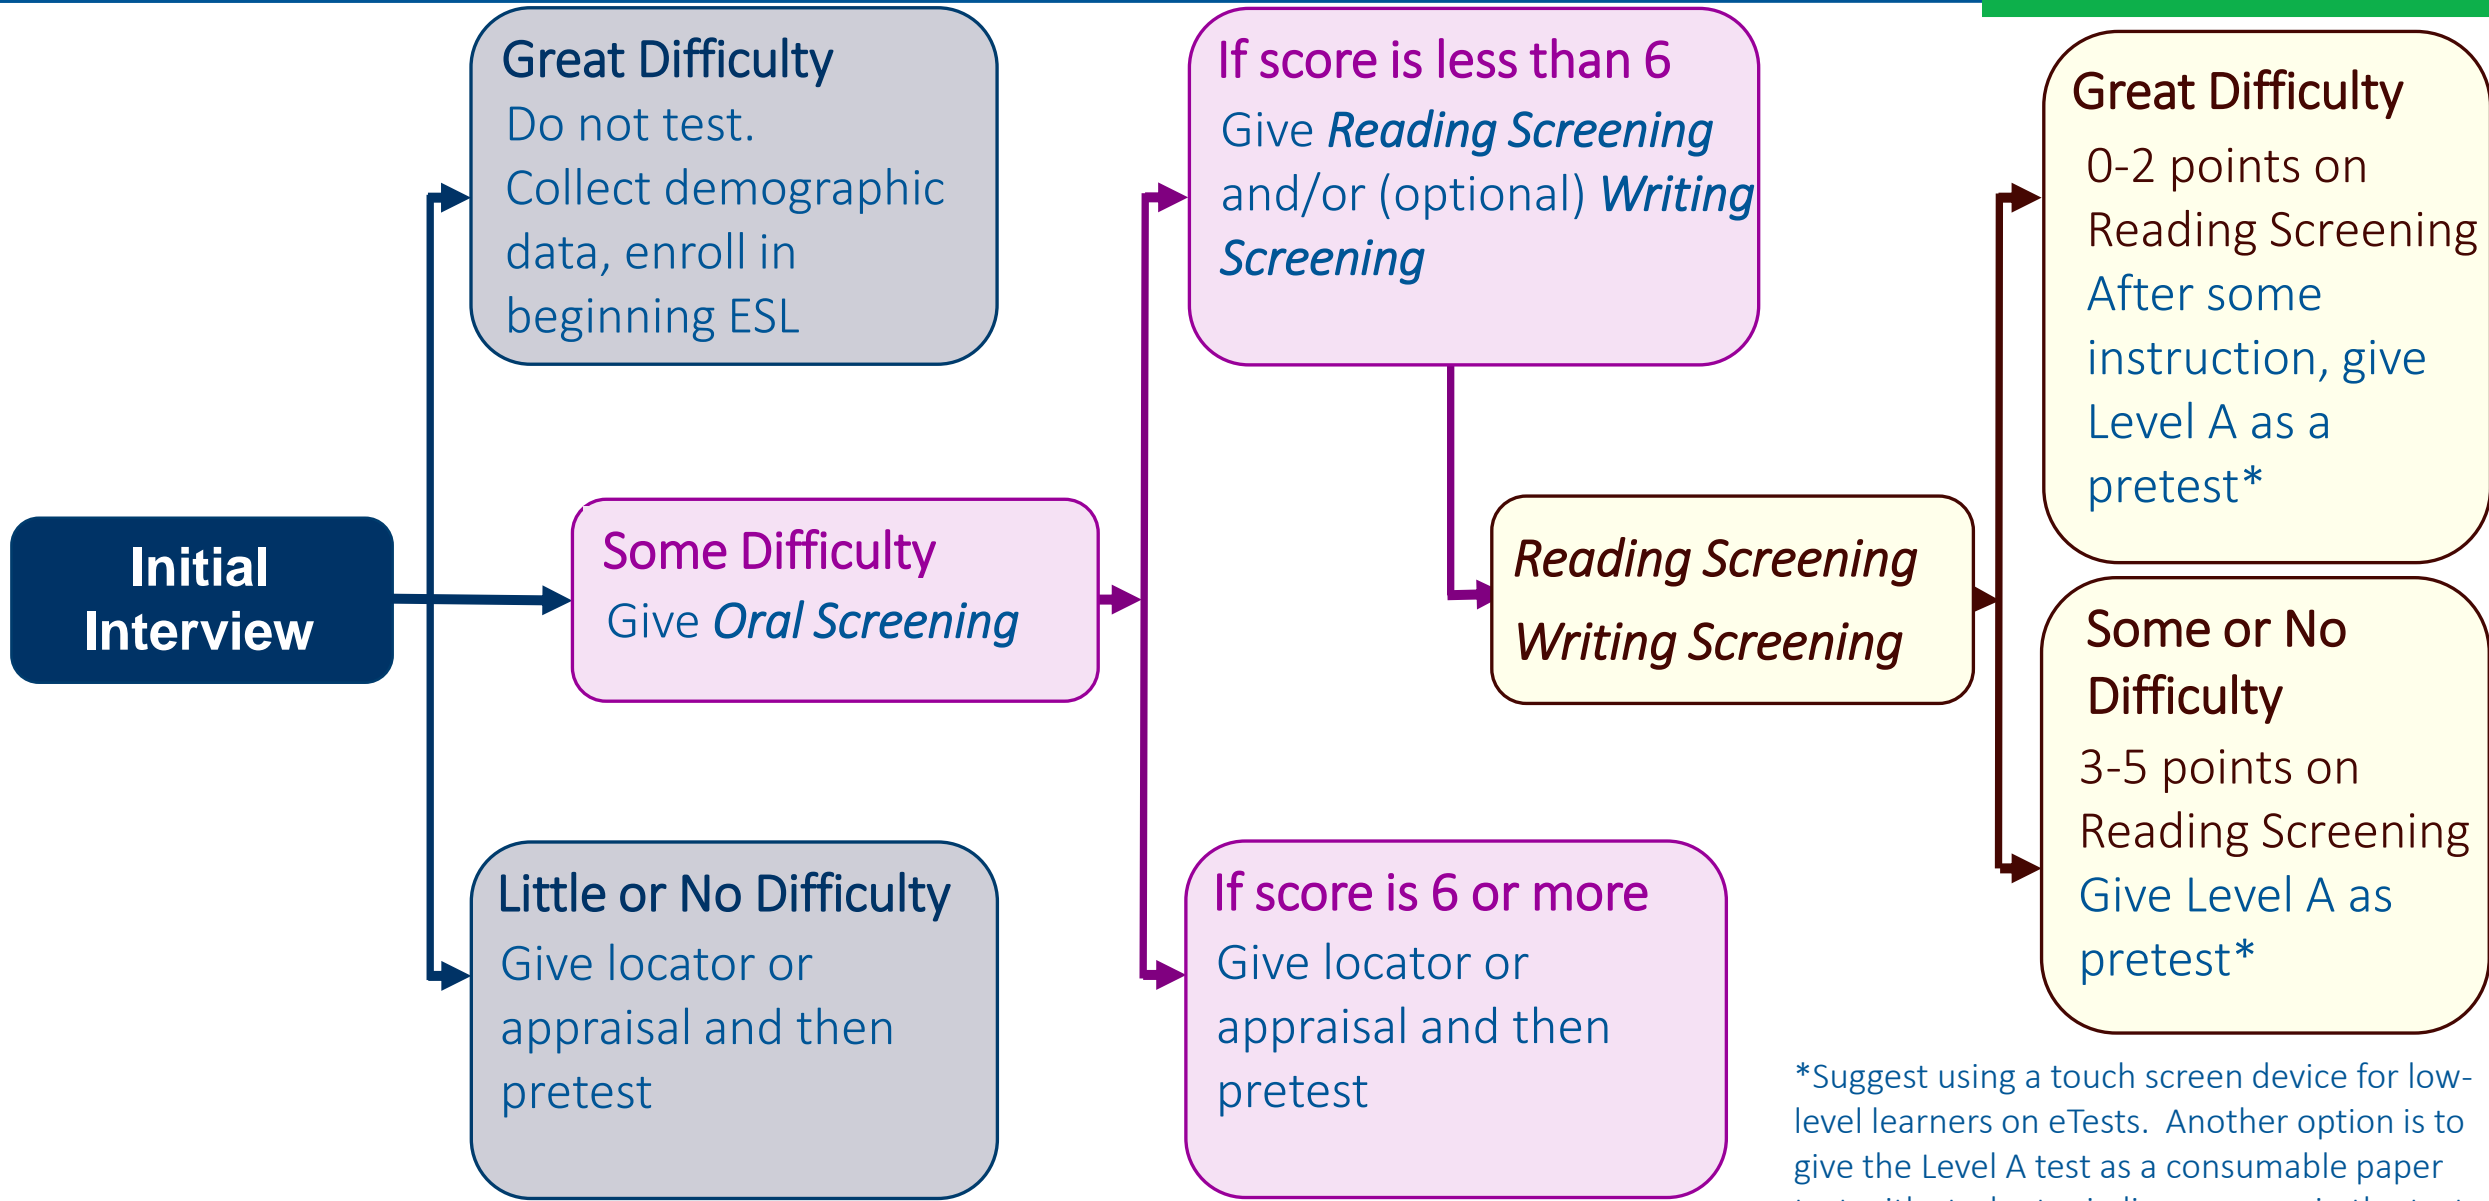 Great Difficulty
Do not test.
Collect demographic
data, enroll in
beginning ESL
If score is less than 6
Give Reading Screening
and/or (optional) Writing
Screening
Great Difficulty
0-2 points on
Reading Screening
After some
instruction, give
Level A as a
pretest*
Initial
Interview
Some Difficulty
Give Oral Screening
Reading Screening
Writing Screening
Some or No
Difficulty
3-5 points on
Reading Screening
Give Level A as
pretest*
Little or No Difficulty
Give locator or
appraisal and then
pretest
If score is 6 or more
Give locator or
appraisal and then
pretest
*Suggest using a touch screen device for low-
level learners on eTests. Another option is to
give the Level A test as a consumable paper